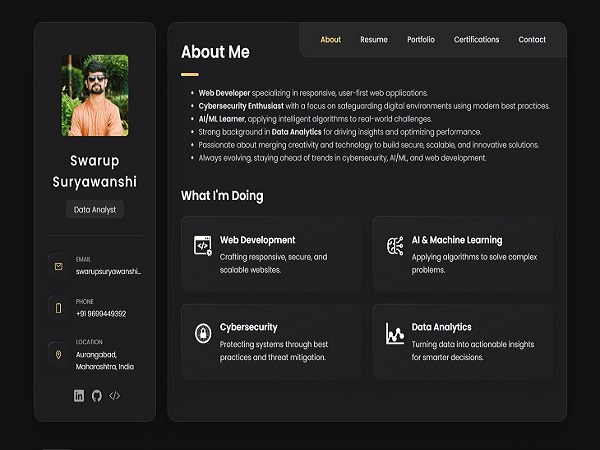 Swarup
Suryawanshi
Data Analyst
EMAIL
swarupsuryawanshi...
PHONE
+91 9699449392
LOCATION
Aurangabad,
Maharashtra, India
About Resume Portfolio Certifications Contact
About Me
• Web Developer specializing in responsive, user-first web applications.
• Cybersecurity Enthusiast with a focus on safeguarding digital environments using modern best practices.
• AI/ML Learner, applying intelligent algorithms to real-world challenges.
• Strong background in Data Analytics for driving insights and optimizing performance.
• Passionate about merging creativity and technology to build secure, scalable, and innovative solutions.
• Always evolving, staying ahead of trends in cybersecurity, AI/ML, and web development.
What I'm Doing
Web Development
Crafting responsive, secure, and
scalable websites.
AI & Machine Learning
Applying algorithms to solve complex
problems.
Cybersecurity
Protecting systems through best
practices and threat mitigation.
Data Analytics
Turning data into actionable insights
for smarter decisions.